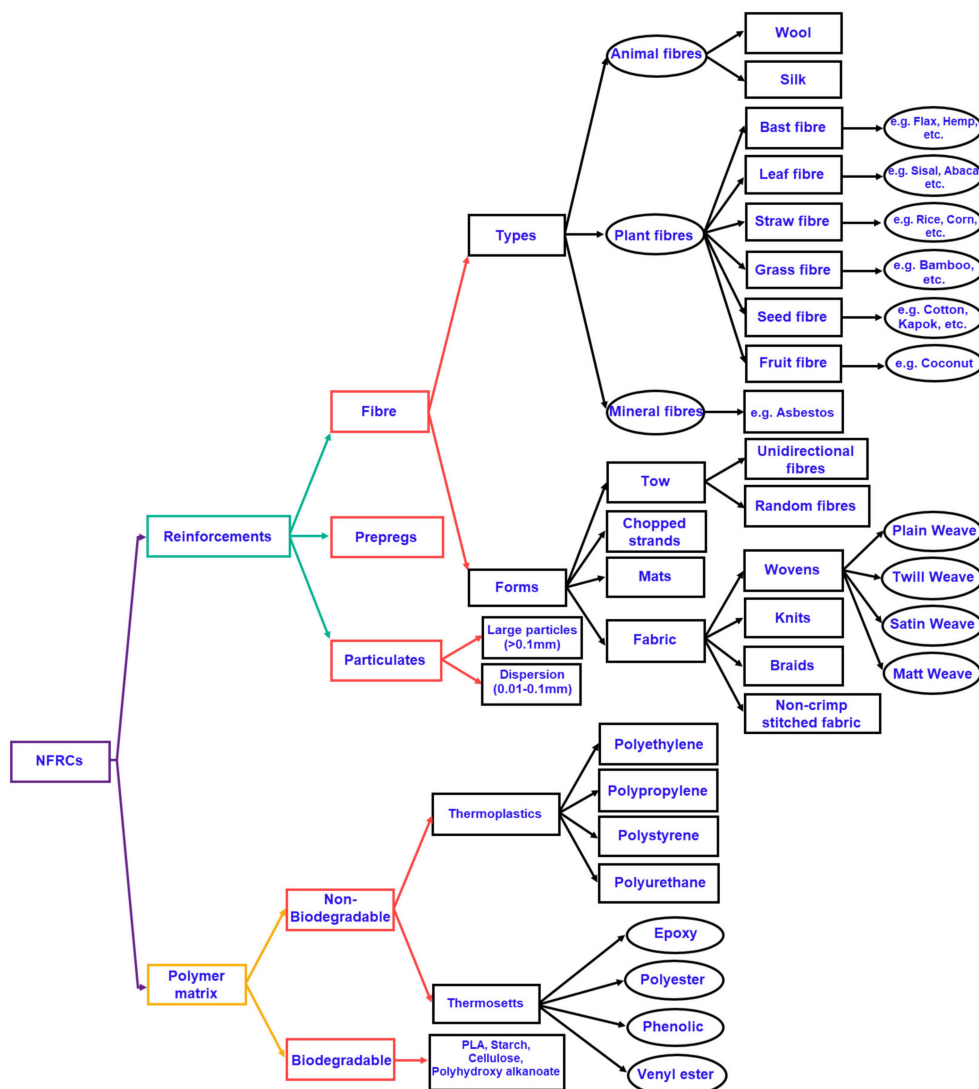 Wool
Animal fibres
Silk
Bast fibre
e.g. Flax, Hemp,
etc.
Leaf fibre
e.g. Sisal, Abaca
etc.
Types
Plant fibres
Straw fibre
e.g. Rice, Corn,
etc.
Grass fibre
e.g. Bamboo,
etc.
Seed fibre
e.g. Cotton,
Kapok, etc.
Fruit fibre
e.g. Coconut
Fibre
Mineral fibres
e.g. Asbestos
Unidirectional
fibres
Tow
Random fibres
Reinforcements
Prepregs
Chopped
strands
Plain Weave
Forms
Mats
Wovens
Twill Weave
Knits
Satin Weave
Particulates
Large particles
(>0.1mm)
Fabric
Braids
Matt Weave
Dispersion
(0.01-0.1mm)
Non-crimp
stitched fabric
NFRCs
Polyethylene
Thermoplastics
Polypropylene
Polystyrene
Polyurethane
Non-
Biodegradable
Epoxy
Polymer
matrix
Polyester
Thermosetts
Phenolic
Biodegradable
PLA, Starch,
Cellulose,
Polyhydroxy alkanoate
Venyl ester